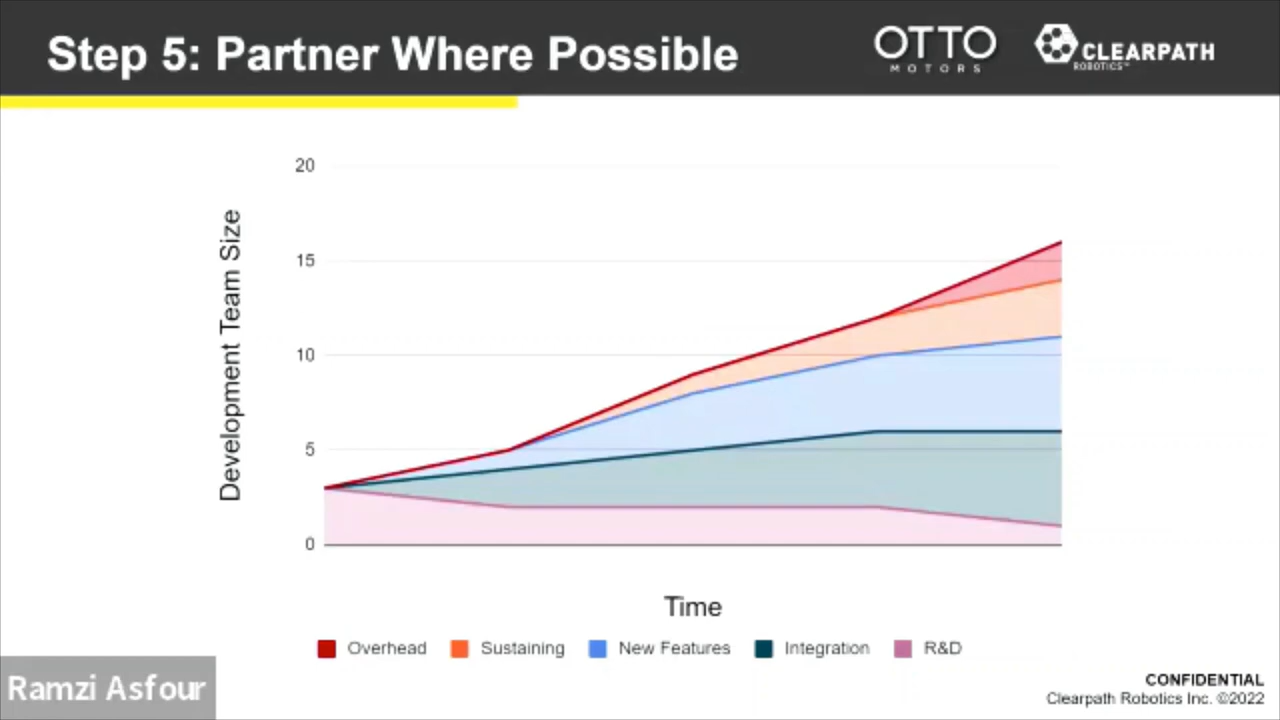 Step 5: Partner Where Possible
OTTO
MOTORS
CLEARPATH
ROBOTICS™
20
15
10
5
0
Development Team Size
Time
Overhead
Sustaining
New Features
Integration
R&D
Ramzi Asfour
CONFIDENTIAL
Clearpath Robotics Inc. ©2022